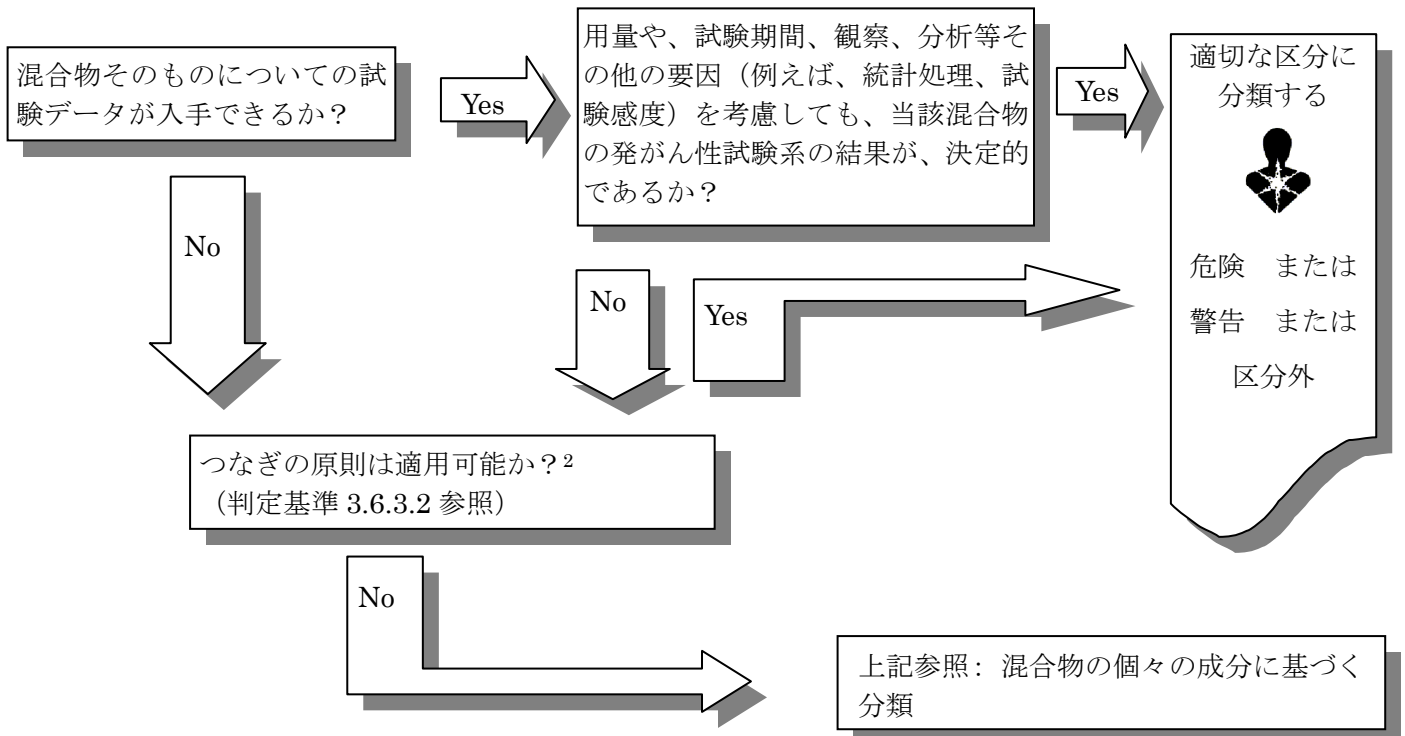 混合物そのものについての試
験データが入手できるか？
Yes
用量や、試験期間、観察、分析等そ
の他の要因（例えば、統計処理、試
験感度）を考慮しても、当該混合物
の発がん性試験系の結果が、決定的
であるか？
Yes
適切な区分に
分類する
危険　または
警告　または
区分外
No
No
Yes
つなぎの原則は適用可能か？2
（判定基準 3.6.3.2 参照）
No
上記参照：混合物の個々の成分に基づく
分類